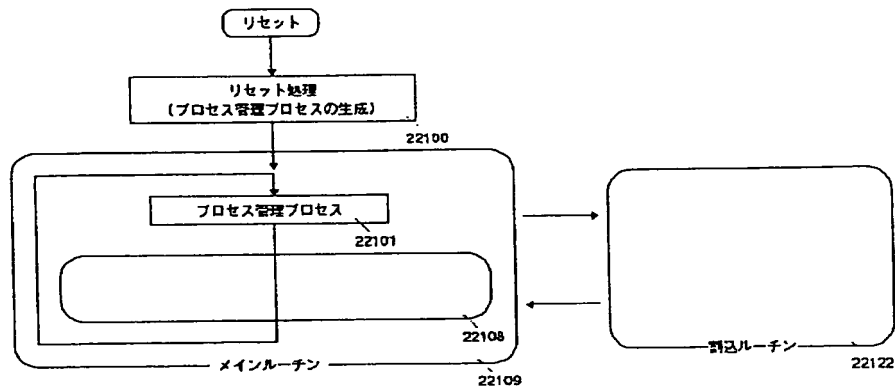 リセット
リセット処理
(プロセス管理プロセスの生成)
22100
プロセス管理プロセス
22101
22108
メインルーチン
22109
割込ルーチン
22122